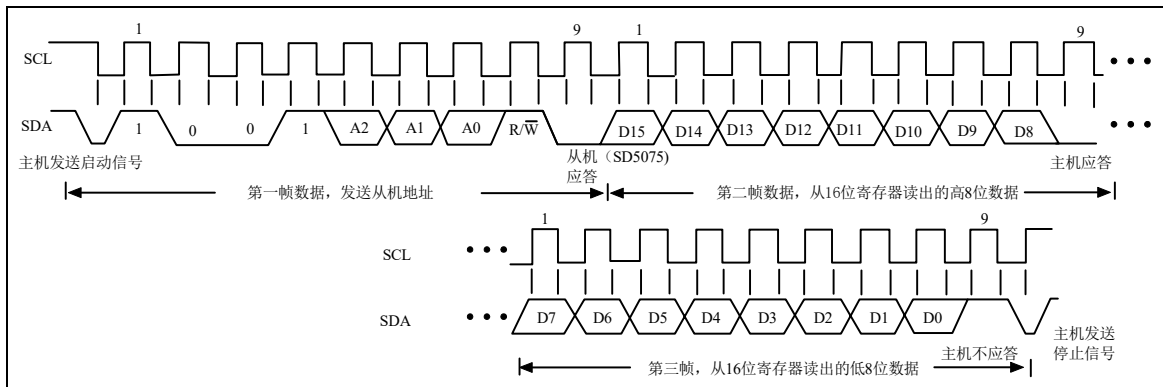 1 9 1 9
SCL
SDA 1 0 0 1 A2 A1 A0 R/W̅ D15 D14 D13 D12 D11 D10 D9 D8
主机发送启动信号 从机（SD5075) 应答 主机应答
第一帧数据，发送从机地址 第二帧数据，从16位寄存器读出的高8位数据
1 9
SCL
SDA D7 D6 D5 D4 D3 D2 D1 D0
主机不应答 主机发送 停止信号
第三帧，从16位寄存器读出的低8位数据